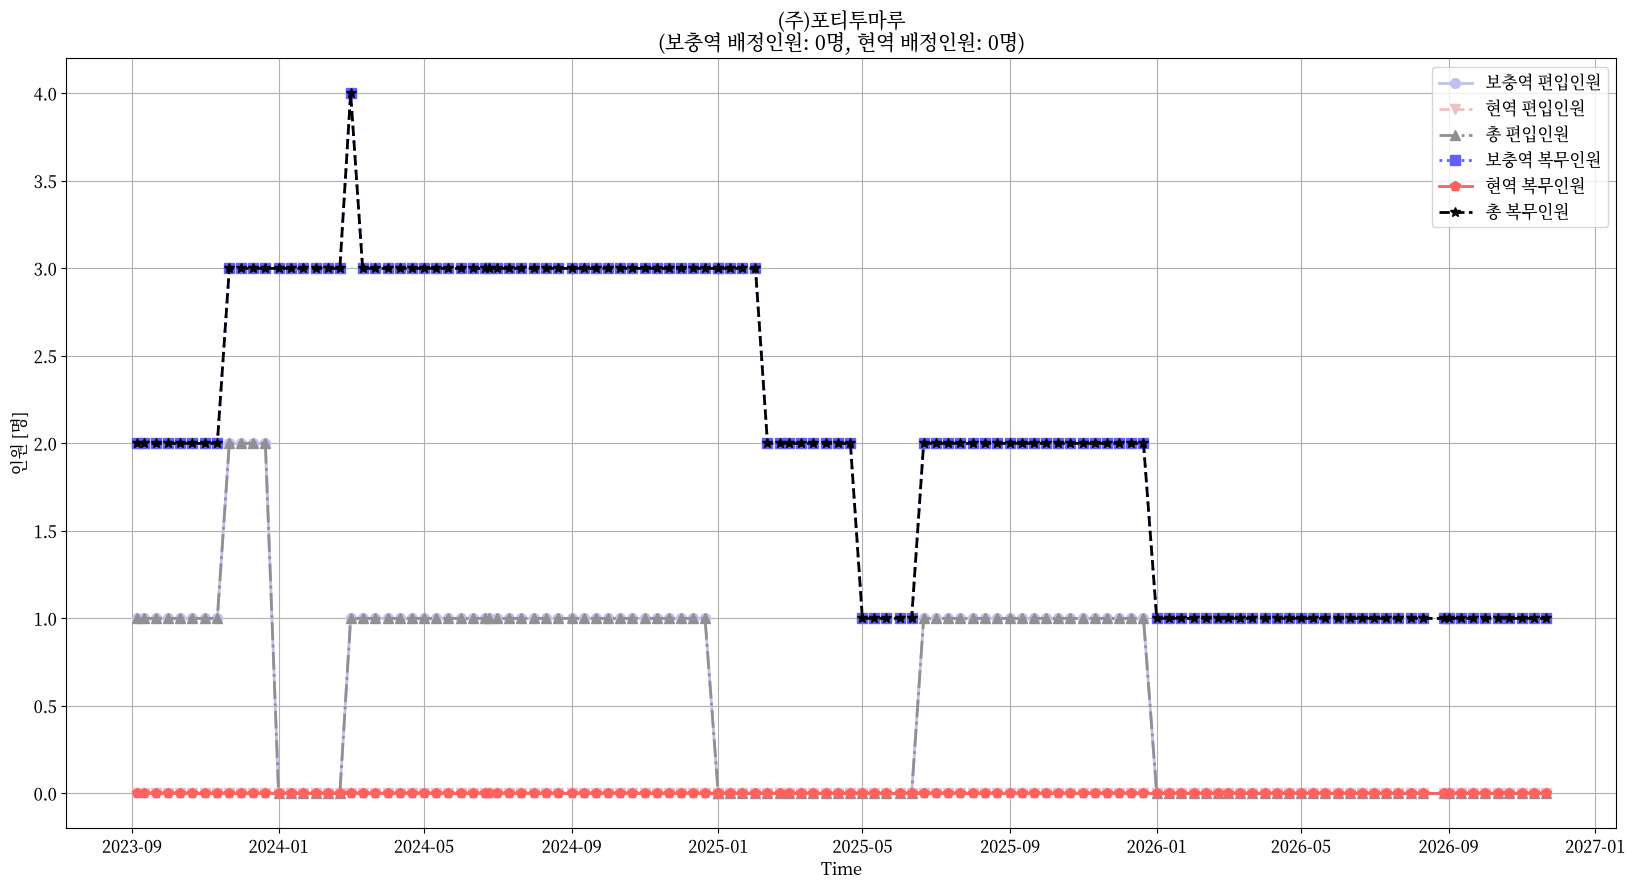 (주)포티투마루
(보충역 배정인원: 0명, 현역 배정인원: 0명)
보충역 편입인원
현역 편입인원
총 편입인원
보충역 복무인원
현역 복무인원
총 복무인원
인원 [명]
4.0
3.5
3.0
2.5
2.0
1.5
1.0
0.5
0.0
2023-09 2024-01 2024-05 2024-09 2025-01 2025-05 2025-09 2026-01 2026-05 2026-09 2027-01
Time